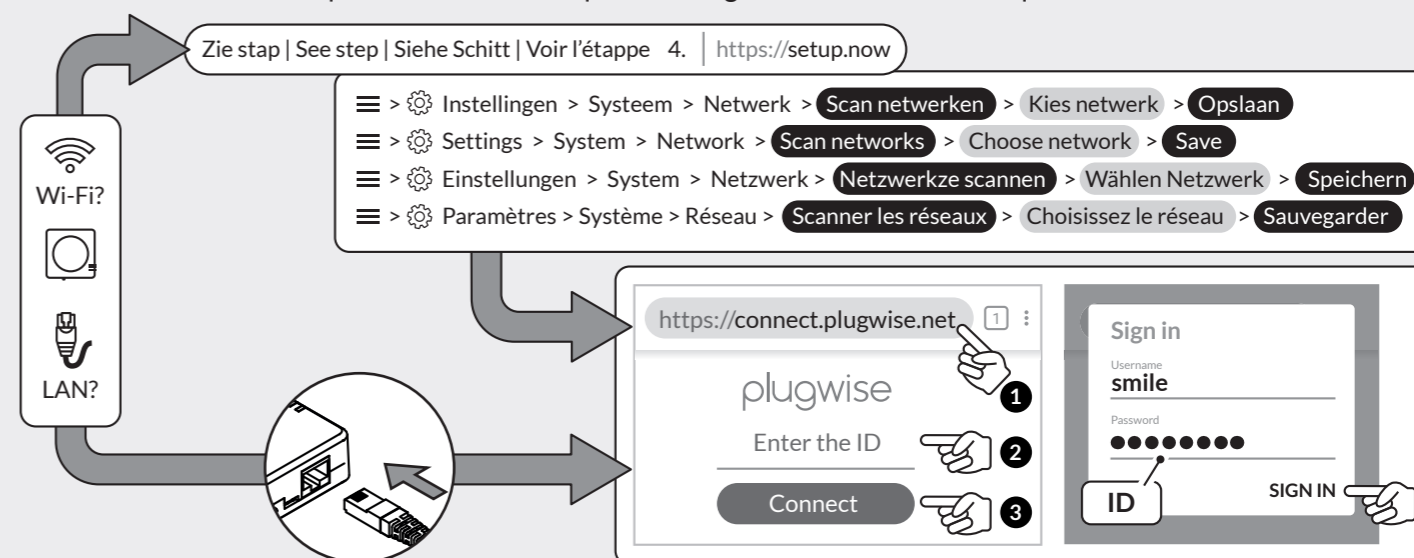 Zie stap | See step | Siehe Schitt | Voir l'étappe 4. | https://setup.now
> Instellingen > Systeem > Netwerk > Scan netwerken > Kies netwerk > Opslaan
> Settings > System > Network > Scan networks > Choose network > Save
> Einstellungen > System > Netzwerk > Netzwerkze scannen > Wählen Netzwerk > Speichern
> Paramètres > Système > Réseau > Scanner les réseaux > Choisissez le réseau > Sauvegarder
Wi-Fi?
LAN?
https://connect.plugwise.net
1
1
plugwise
Enter the ID
2
Connect
3
Sign in
Username
smile
Password
ID
SIGN IN